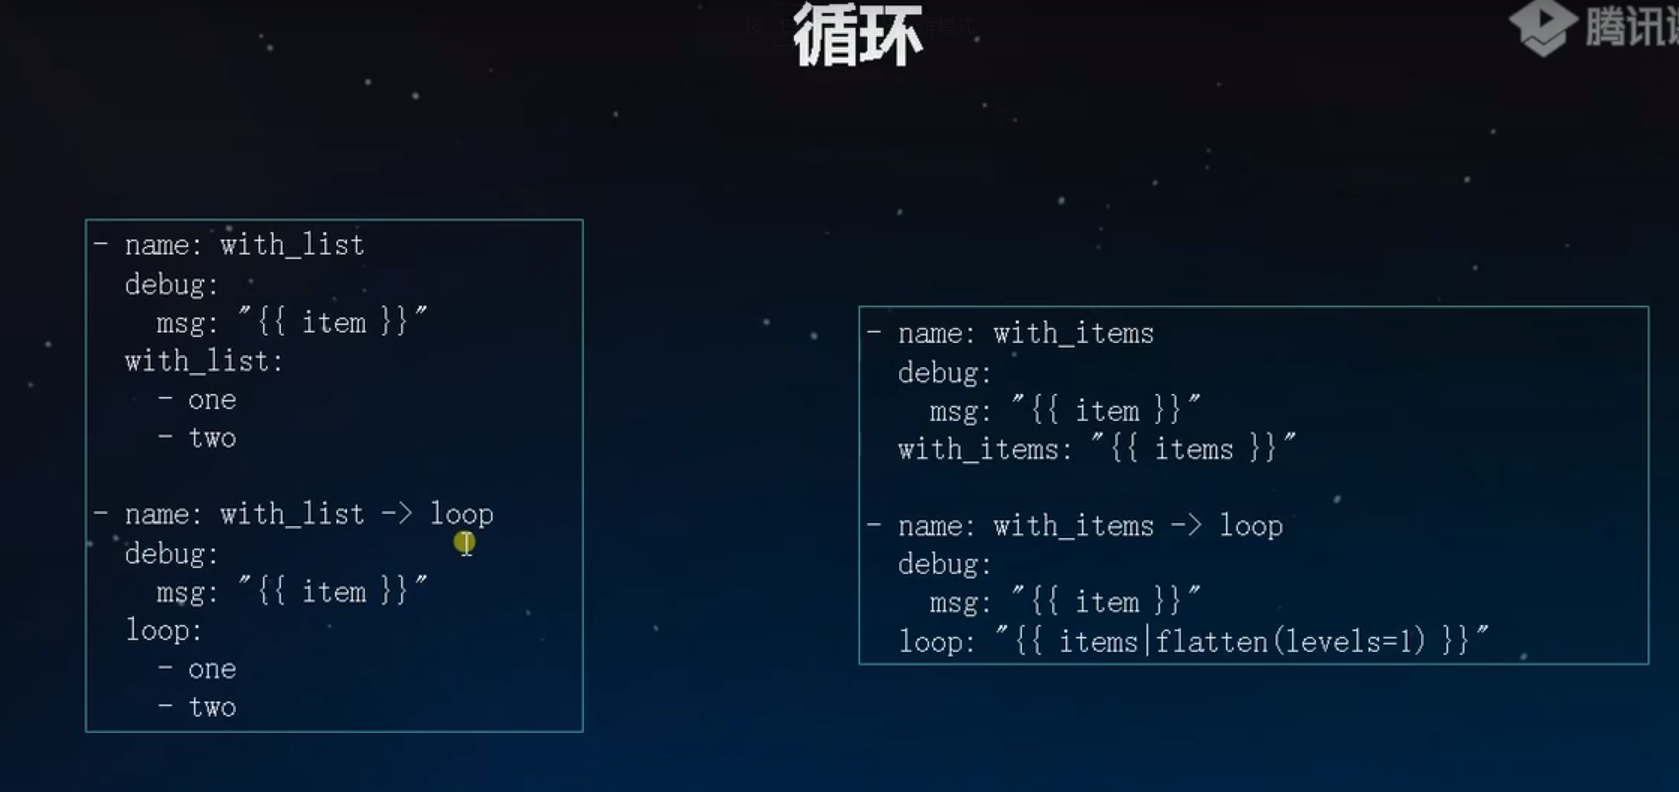 循环
腾讯
- name: with_list
  debug:
    msg: "{{ item }}"
  with_list:
    - one
    - two

- name: with_list -> loop
  debug:
    msg: "{{ item }}"
  loop:
    - one
    - two
- name: with_items
  debug:
    msg: "{{ item }}"
  with_items: "{{ items }}"

- name: with_items -> loop
  debug:
    msg: "{{ item }}"
  loop: "{{ items|flatten(levels=1) }}"